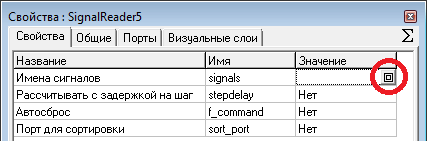 Свойства : SignalReader5
Свойства Общие Порты Визуальные слои Σ
Название Имя Значение
Имена сигналов signals
Рассчитывать с задержкой на шаг stepdelay Нет
Автосброс f_command Нет
Порт для сортировки sort_port Нет